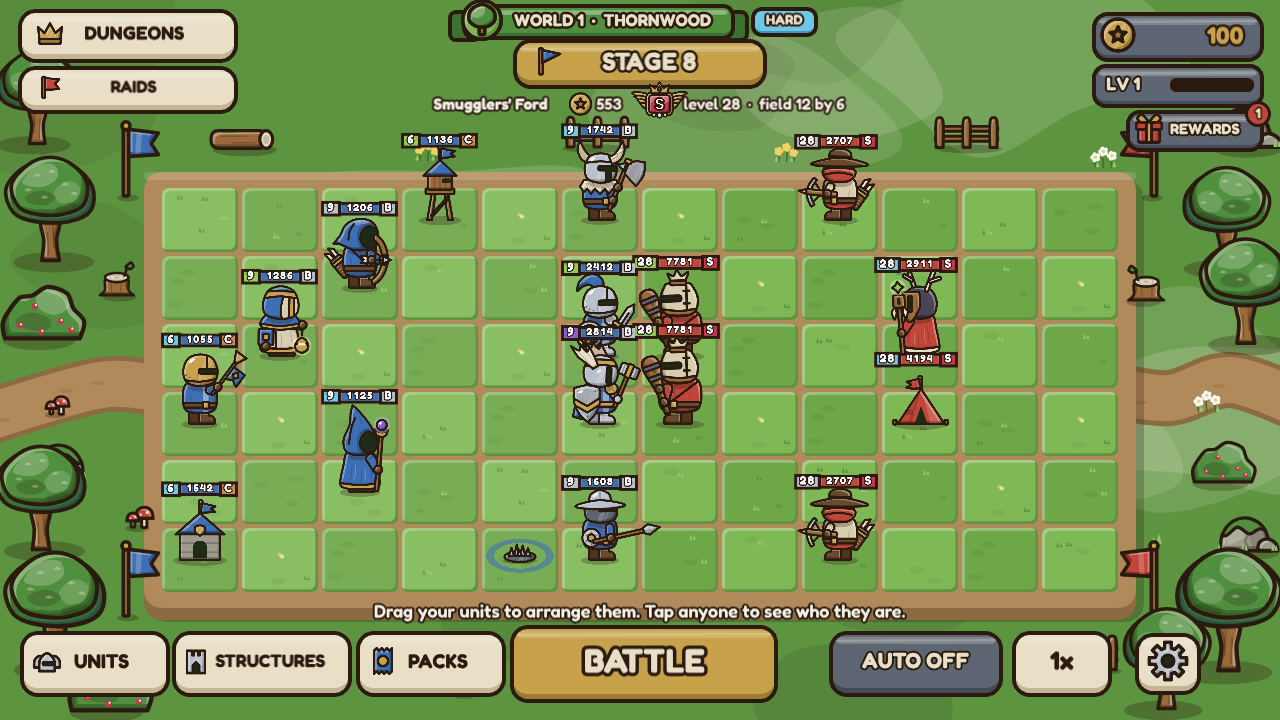 DUNGEONS
RAIDS
WORLD 1 • THORNWOOD
HARD
STAGE 8
Smugglers' Ford 553 S level 28 · field 12 by 6
100
LV 1
1
REWARDS
6 1136 C
9 1742 B
28 2707 S
9 1206 B
9 1286 B
9 2412 B
28 7781 S
28 2911 S
6 1055 C
9 2814 B
28 7781 S
28 4194 S
9 1125 B
6 1542 C
9 1608 B
28 2707 S
Drag your units to arrange them. Tap anyone to see who they are.
UNITS
STRUCTURES
PACKS
BATTLE
AUTO OFF
1x